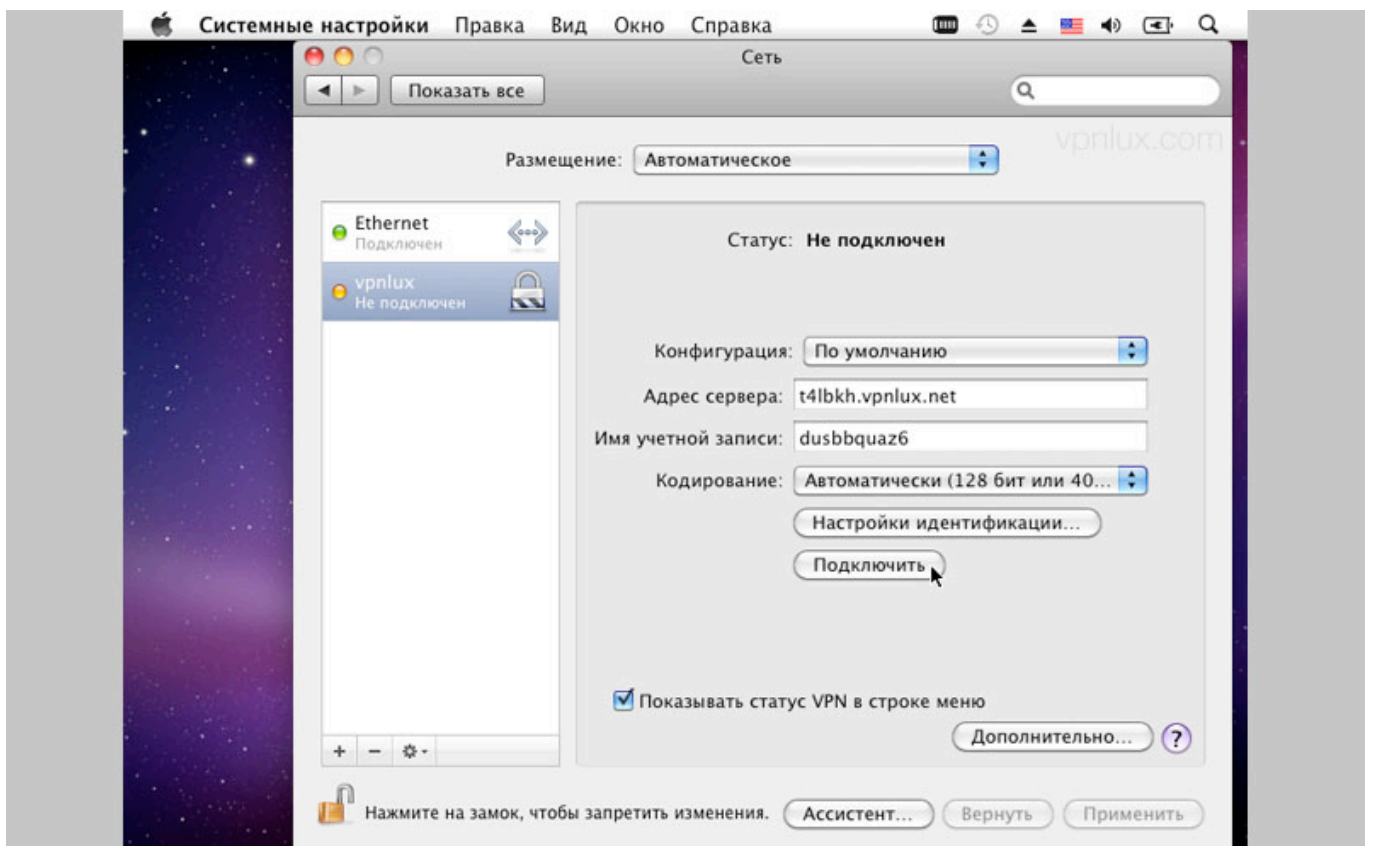 Системные настройки Правка Вид Окно Справка
Сеть
Показать все
vpnlux.com
Размещение: Автоматическое
Ethernet
Подключен
vpnlux
Не подключен
Статус: Не подключен
Конфигурация: По умолчанию
Адрес сервера: t4lbkh.vpnlux.net
Имя учетной записи: dusbbquaz6
Кодирование: Автоматически (128 бит или 40...
Настройки идентификации...
Подключить
Показывать статус VPN в строке меню
Дополнительно... ?
Нажмите на замок, чтобы запретить изменения. Ассистент... Вернуть Применить